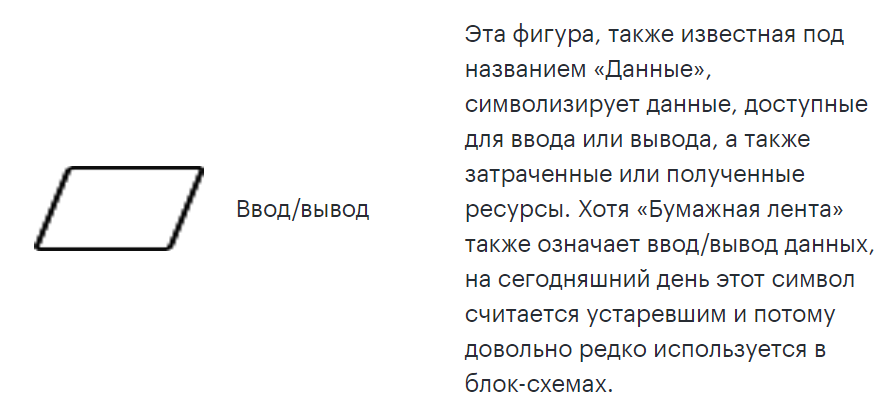 Ввод/вывод
Эта фигура, также известная под
названием «Данные»,
символизирует данные, доступные
для ввода или вывода, а также
затраченные или полученные
ресурсы. Хотя «Бумажная лента»
также означает ввод/вывод данных,
на сегодняшний день этот символ
считается устаревшим и потому
довольно редко используется в
блок-схемах.